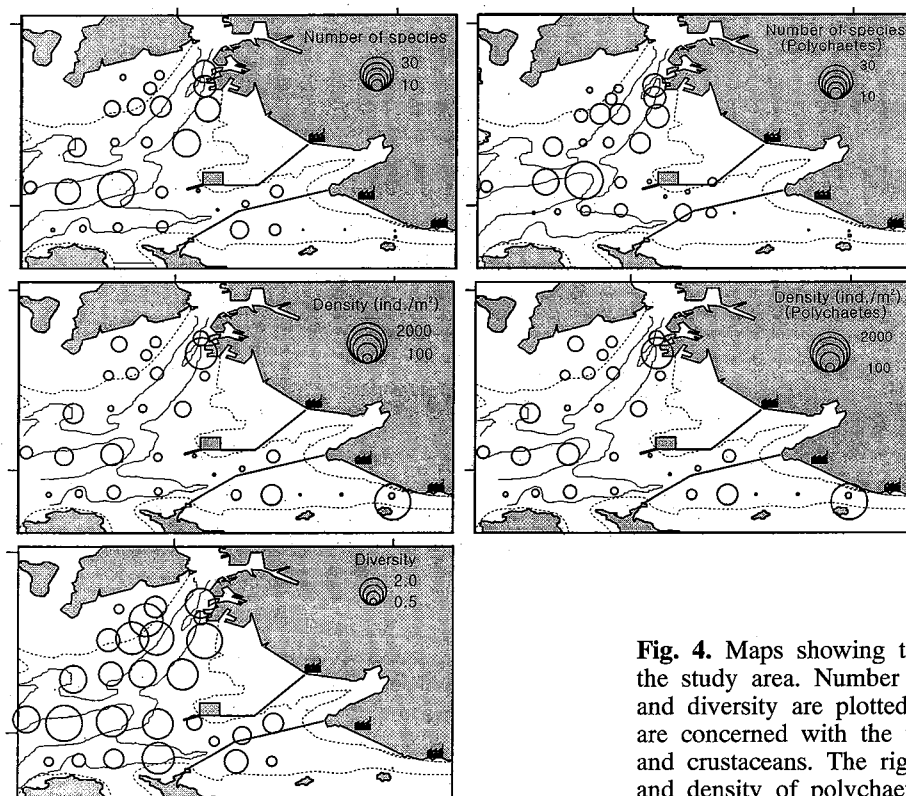 Number of species
30
10
Number of species
(Polychaetes)
30
10
Density (ind./m²)
2000
100
Density (ind./m²)
(Polychaetes)
2000
100
Diversity
2.0
0.5
Fig. 4. Maps showing t
the study area. Number
and diversity are plotted
are concerned with the
and crustaceans. The rig
and density of polychae